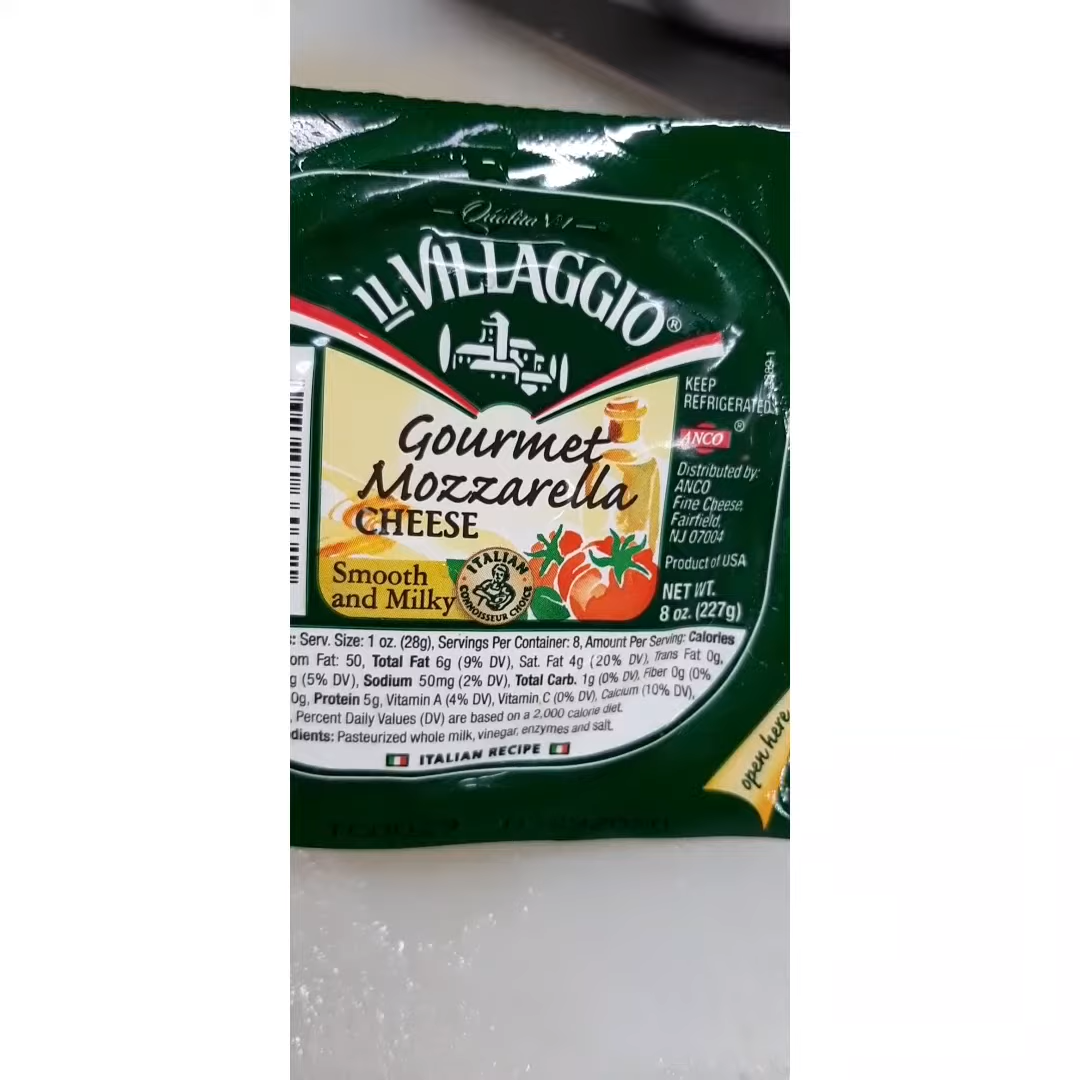 Qualita N°1
IL VILLAGGIO®
KEEP
REFRIGERATED
Gourmet
Mozzarella
CHEESE
Smooth
and Milky
ITALIAN
CONNOISSEUR CHOICE
ANCO®
Distributed by:
ANCO
Fine Cheese,
Fairfield,
NJ 07004
Product of USA
NET WT.
8 oz. (227g)
: Serv. Size: 1 oz. (28g), Servings Per Container: 8, Amount Per Serving: Calories
om Fat: 50, Total Fat 6g (9% DV), Sat. Fat 4g (20% DV), Trans Fat 0g,
g (5% DV), Sodium 50mg (2% DV), Total Carb. 1g (0% DV), Fiber 0g (0%
0g, Protein 5g, Vitamin A (4% DV), Vitamin C (0% DV), Calcium (10% DV),
. Percent Daily Values (DV) are based on a 2,000 calorie diet.
dients: Pasteurized whole milk, vinegar, enzymes and salt.
ITALIAN RECIPE
open here